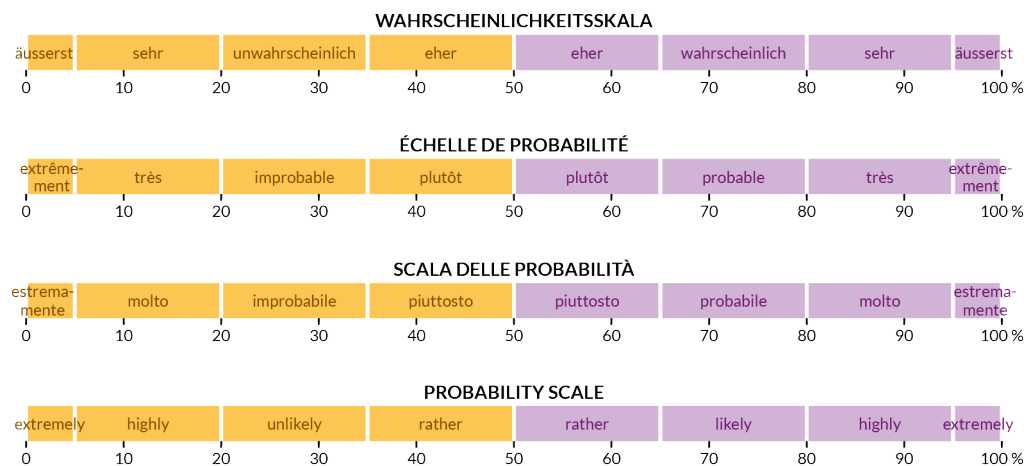 WAHRSCHEINLICHKEITSSKALA
äusserst sehr unwahrscheinlich eher eher wahrscheinlich sehr äusserst
0 10 20 30 40 50 60 70 80 90 100 %
ÉCHELLE DE PROBABILITÉ
extrême-
ment très improbable plutôt plutôt probable très extrême-
ment
0 10 20 30 40 50 60 70 80 90 100 %
SCALA DELLE PROBABILITÀ
estrema-
mente molto improbabile piuttosto piuttosto probabile molto estrema-
mente
0 10 20 30 40 50 60 70 80 90 100 %
PROBABILITY SCALE
extremely highly unlikely rather rather likely highly extremely
0 10 20 30 40 50 60 70 80 90 100 %